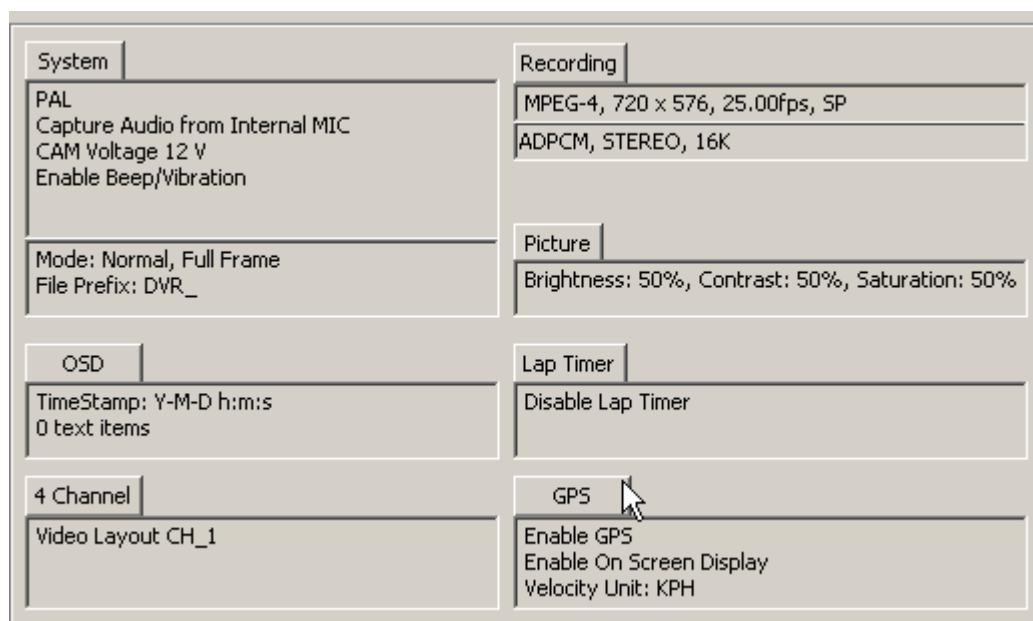 System
PAL
Capture Audio from Internal MIC
CAM Voltage 12 V
Enable Beep/Vibration
Mode: Normal, Full Frame
File Prefix: DVR_
Recording
MPEG-4, 720 x 576, 25.00fps, SP
ADPCM, STEREO, 16K
Picture
Brightness: 50%, Contrast: 50%, Saturation: 50%
OSD
TimeStamp: Y-M-D h:m:s
0 text items
Lap Timer
Disable Lap Timer
4 Channel
Video Layout CH_1
GPS
Enable GPS
Enable On Screen Display
Velocity Unit: KPH